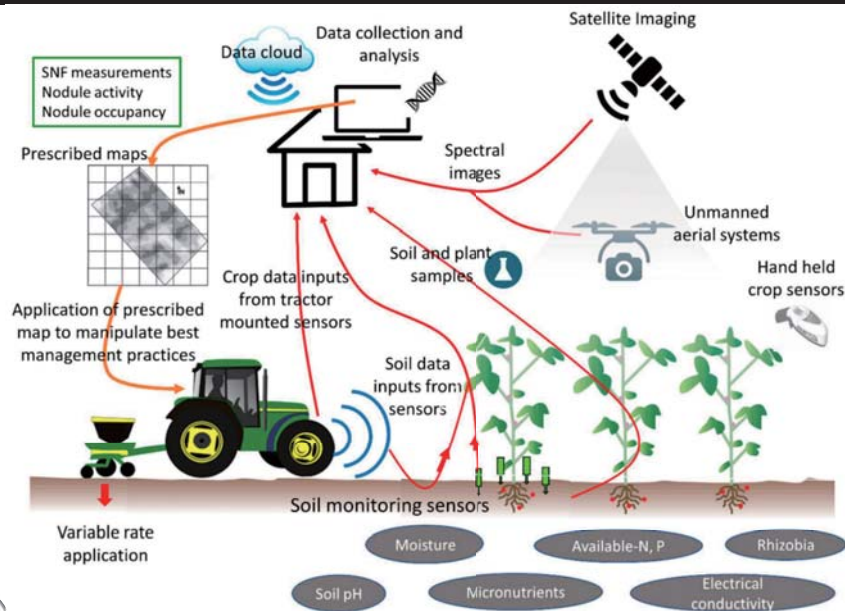 Satellite Imaging
Data collection and
analysis
Data cloud
SNF measurements
Nodule activity
Nodule occupancy
Prescribed maps
Spectral
images
Unmanned
aerial systems
Soil and plant
samples
Hand held
crop sensors
Crop data inputs
from tractor
mounted sensors
Application of prescribed
map to manipulate best
management practices
Soil data
inputs from
sensors
Soil monitoring sensors
Variable rate
application
Moisture
Available-N, P
Rhizobia
Soil pH
Micronutrients
Electrical
conductivity